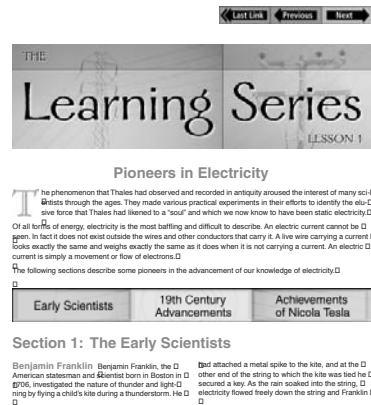 Last Link Previous Next
THE
Learning Series
LESSON 1
Pioneers in Electricity
The phenomenon that Thales had observed and recorded in antiquity aroused the interest of many sci-
entists through the ages. They made various practical experiments in their efforts to identify the elu-
sive force that Thales had likened to a “soul” and which we now know to have been static electricity.
Of all forms of energy, electricity is the most baffling and difficult to describe. An electric current cannot be
seen. In fact it does not exist outside the wires and other conductors that carry it. A live wire carrying a current
looks exactly the same and weighs exactly the same as it does when it is not carrying a current. An electric
current is simply a movement or flow of electrons.
The following sections describe some pioneers in the advancement of our knowledge of electricity.
Early Scientists
19th Century
Advancements
Achievements
of Nicola Tesla
Section 1: The Early Scientists
Benjamin Franklin Benjamin Franklin, the
American statesman and scientist born in Boston in
1706, investigated the nature of thunder and light-
ning by flying a child's kite during a thunderstorm. He
had attached a metal spike to the kite, and at the
other end of the string to which the kite was tied he
secured a key. As the rain soaked into the string,
electricity flowed freely down the string and Franklin